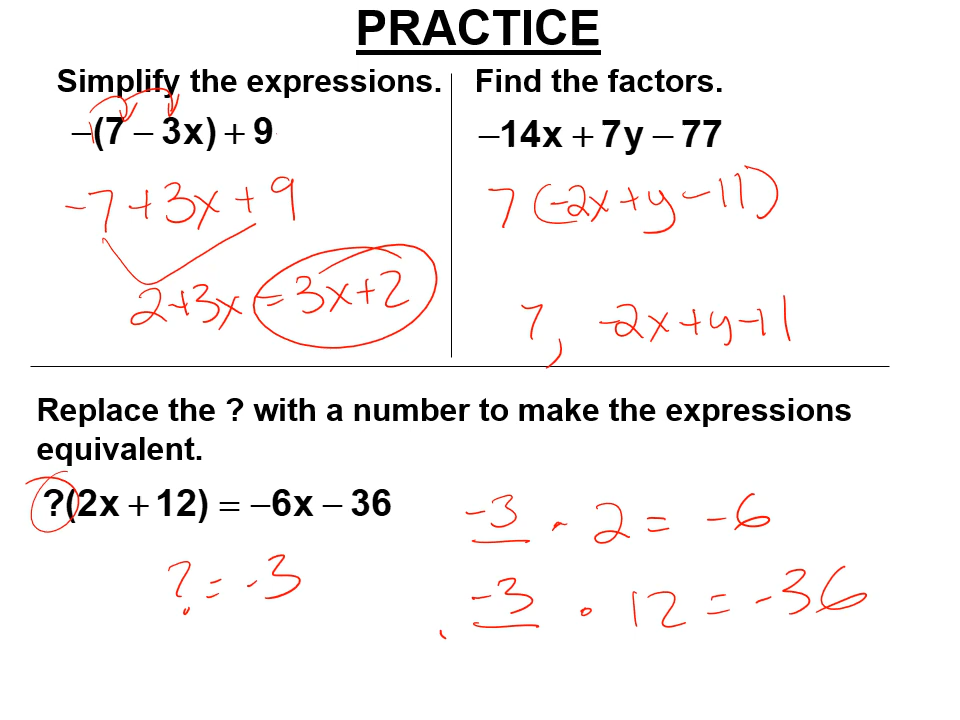 PRACTICE
Simplify the expressions.
−(7 − 3x) + 9
1
-7 + 3x + 9
2 + 3x = 3x + 2
Find the factors.
−14x + 7y − 77
7 (-2x + y - 11)
7, -2x + y - 11
Replace the ? with a number to make the expressions
equivalent.
?(2x + 12) = −6x − 36
? = -3
-3 · 2 = -6
-3 · 12 = -36